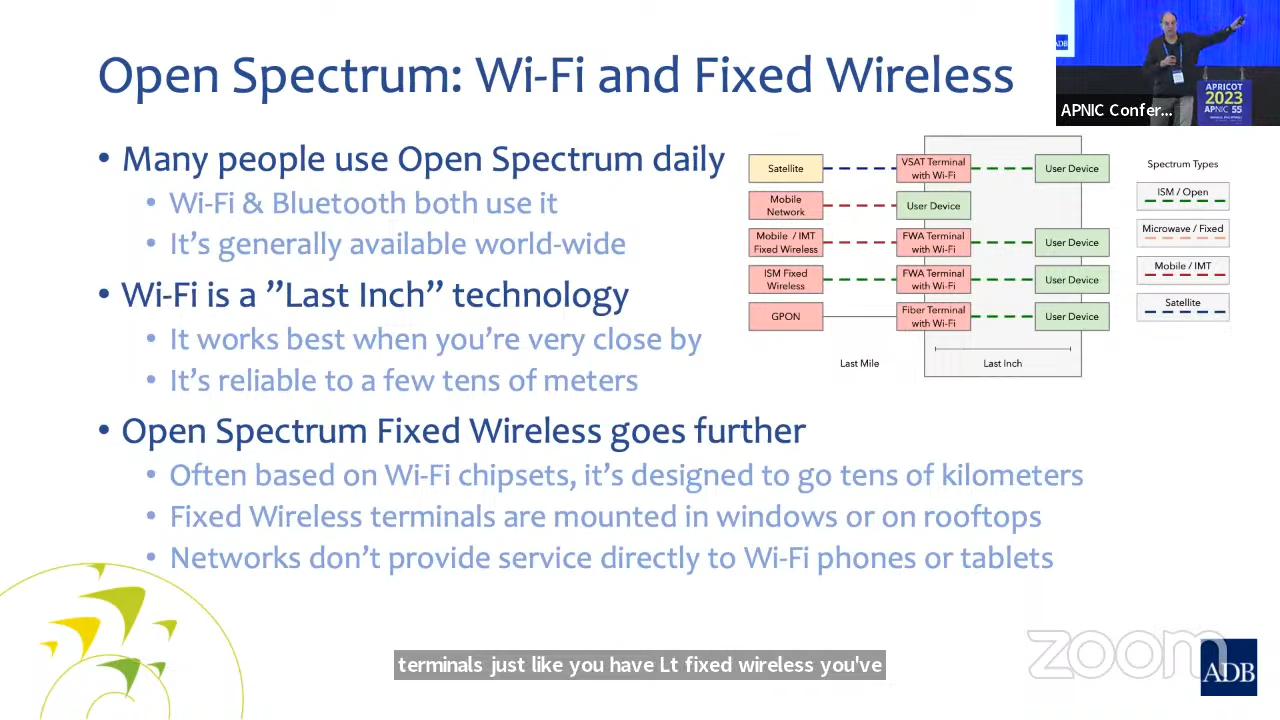 Open Spectrum: Wi-Fi and Fixed Wireless
• Many people use Open Spectrum daily
• Wi-Fi & Bluetooth both use it
• It's generally available world-wide
• Wi-Fi is a ”Last Inch” technology
• It works best when you're very close by
• It's reliable to a few tens of meters
• Open Spectrum Fixed Wireless goes further
• Often based on Wi-Fi chipsets, it's designed to go tens of kilometers
• Fixed Wireless terminals are mounted in windows or on rooftops
• Networks don't provide service directly to Wi-Fi phones or tablets
Satellite
VSAT Terminal
with Wi-Fi
User Device
Mobile
Network
User Device
Mobile / IMT
Fixed Wireless
FWA Terminal
with Wi-Fi
User Device
ISM Fixed
Wireless
FWA Terminal
with Wi-Fi
User Device
GPON
Fiber Terminal
with Wi-Fi
User Device
Last Mile
Last Inch
Spectrum Types
ISM / Open
Microwave / Fixed
Mobile / IMT
Satellite
ADB
APRICOT
2023
APNIC 55
APNIC Confer...
terminals just like you have Lt fixed wireless you've
zoom
ADB